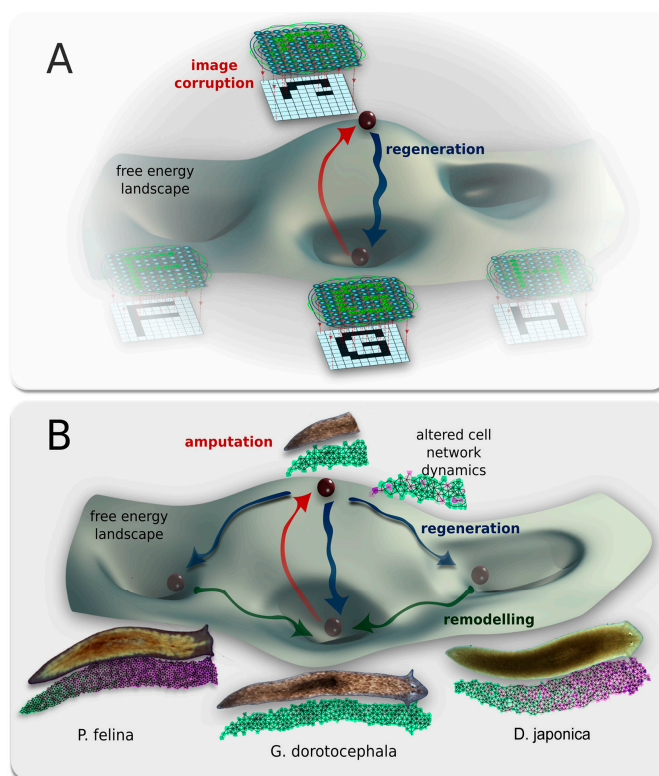 A
image
corruption
regeneration
free energy
landscape
F
G
H
B
amputation
altered cell
network
dynamics
free energy
landscape
regeneration
remodelling
P. felina
G. dorotocephala
D. japonica